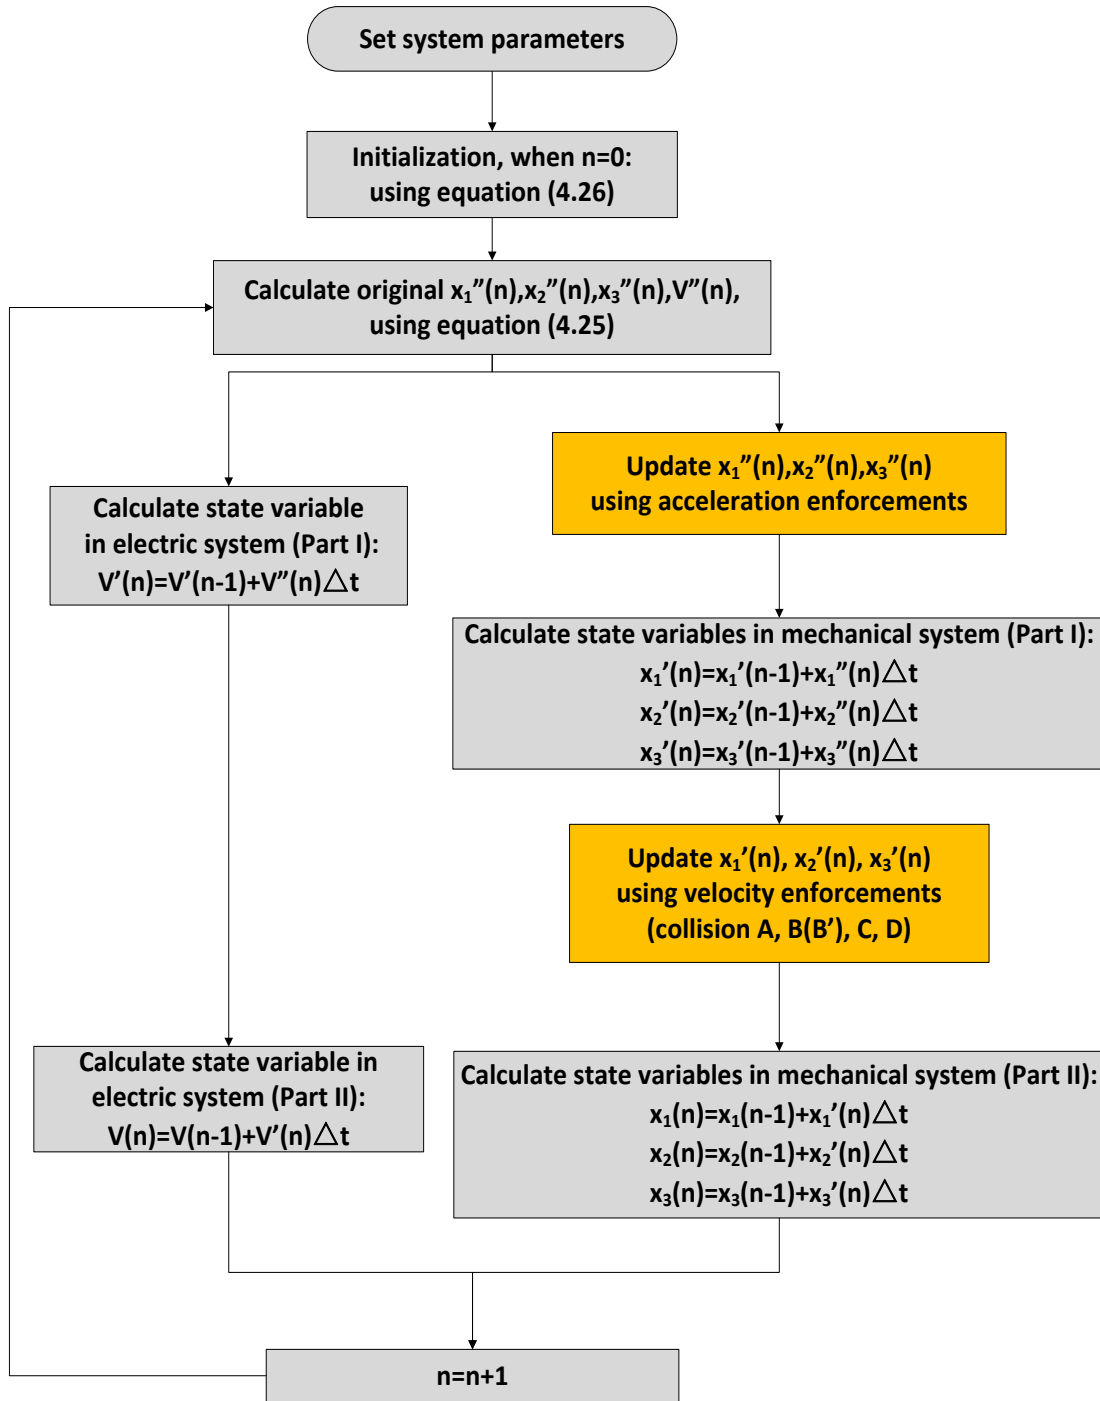 Set system parameters
Initialization, when n=0:
using equation (4.26)
Calculate original x₁”(n),x₂”(n),x₃”(n),V”(n),
using equation (4.25)
Calculate state variable
in electric system (Part I):
V’(n)=V’(n-1)+V”(n)△t
Calculate state variable in
electric system (Part II):
V(n)=V(n-1)+V’(n)△t
Update x₁”(n),x₂”(n),x₃”(n)
using acceleration enforcements
Calculate state variables in mechanical system (Part I):
x₁’(n)=x₁’(n-1)+x₁”(n)△t
x₂’(n)=x₂’(n-1)+x₂”(n)△t
x₃’(n)=x₃’(n-1)+x₃”(n)△t
Update x₁’(n), x₂’(n), x₃’(n)
using velocity enforcements
(collision A, B(B’), C, D)
Calculate state variables in mechanical system (Part II):
x₁(n)=x₁(n-1)+x₁’(n)△t
x₂(n)=x₂(n-1)+x₂’(n)△t
x₃(n)=x₃(n-1)+x₃’(n)△t
n=n+1